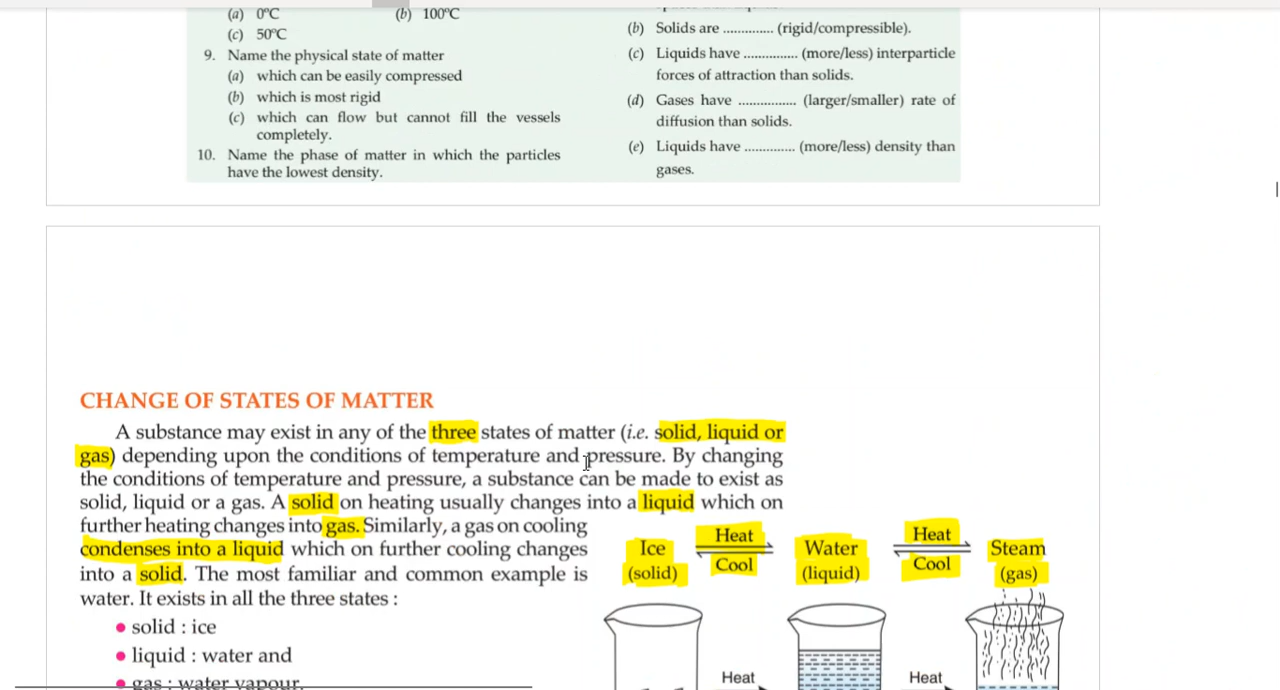 (a) 0°C (b) 100°C
(c) 50°C
9. Name the physical state of matter
(a) which can be easily compressed
(b) which is most rigid
(c) which can flow but cannot fill the vessels
completely.
10. Name the phase of matter in which the particles
have the lowest density.
(b) Solids are .............. (rigid/compressible).
(c) Liquids have ............... (more/less) interparticle
forces of attraction than solids.
(d) Gases have ................ (larger/smaller) rate of
diffusion than solids.
(e) Liquids have .............. (more/less) density than
gases.
CHANGE OF STATES OF MATTER
A substance may exist in any of the three states of matter (i.e. solid, liquid or
gas) depending upon the conditions of temperature and pressure. By changing
the conditions of temperature and pressure, a substance can be made to exist as
solid, liquid or a gas. A solid on heating usually changes into a liquid which on
further heating changes into gas. Similarly, a gas on cooling
condenses into a liquid which on further cooling changes
into a solid. The most familiar and common example is
water. It exists in all the three states :
• solid : ice
• liquid : water and
• gas : water vapour.
Ice Heat Water Heat Steam
(solid) Cool (liquid) Cool (gas)
Heat Heat